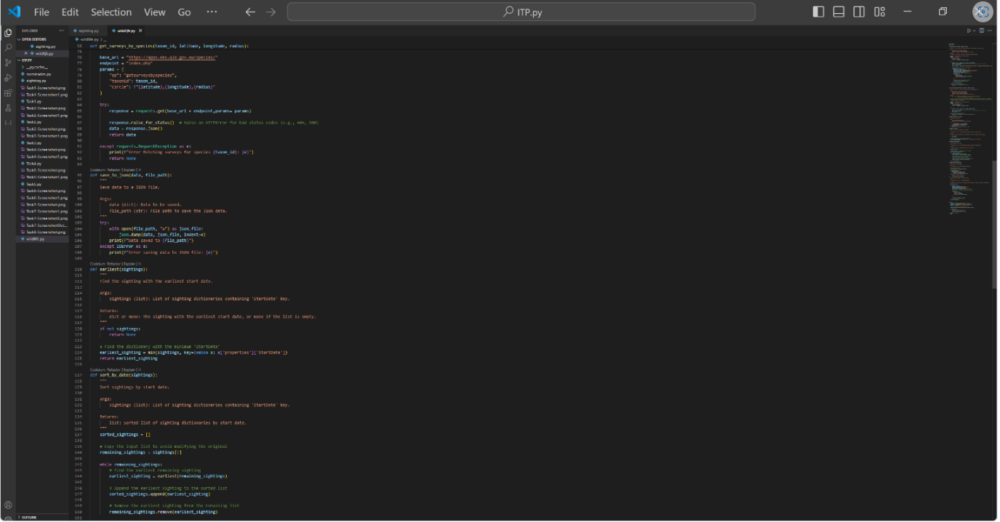 File Edit Selection View Go ··· ← → ITP.py
EXPLORER ···
OPEN EDITORS
sighting.py
× wildlife.py
ITP.PY
__pycache__
nominatim.py
sighting.py
Task1-Screenshot.png
Task1-Screenshot1.png
Task1.py
Task2-Screenshot.png
Task2-Screenshot1.png
Task2.py
Task3-Screenshot.png
Task3-Screenshot1.png
Task3.py
Task4-Screenshot.png
Task4-Screenshot1.png
Task4.py
Task5-Screenshot.png
Task5-Screenshot1.png
Task5.py
Task6-Screenshot.png
Task6-Screenshot1.png
Task7-Screenshot.png
Task7-Screenshot1.png
Task7-Screenshot2.png
Task7-ScreenshotOut...
Task8-Screenshot.png
wildlife.py
OUTLINE
sighting.py wildlife.py ×
wildlife.py > ...
58 def get_surveys_by_species(taxon_id, latitude, longitude, radius):
75
76 base_url = "https://apps.des.qld.gov.au/species/"
77 endpoint = "index.php"
78 params = {
79 "op": "getsurveysbyspecies",
80 "taxonid": taxon_id,
81 "circle": f"{latitude},{longitude},{radius}"
82 }
83
84 try:
85 response = requests.get(base_url + endpoint,params= params)
86
87 response.raise_for_status() # Raise an HTTPError for bad status codes (e.g., 404, 500)
88 data = response.json()
89 return data
90
91 except requests.RequestException as e:
92 print(f"Error fetching surveys for species {taxon_id}: {e}")
93 return None
94
Codeium: Refactor | Explain | ×
95 def save_to_json(data, file_path):
96 """
97 Save data to a JSON file.
98
99 Args:
100 data (dict): Data to be saved.
101 file_path (str): File path to save the JSON data.
102 """
103 try:
104 with open(file_path, "w") as json_file:
105 json.dump(data, json_file, indent=4)
106 print(f"Data saved to {file_path}")
107 except IOError as e:
108 print(f"Error saving data to JSON file: {e}")
109
Codeium: Refactor | Explain | ×
110 def earliest(sightings):
111 """
112 Find the sighting with the earliest start date.
113
114 Args:
115 sightings (list): List of sighting dictionaries containing 'StartDate' key.
116
117 Returns:
118 dict or None: The sighting with the earliest start date, or None if the list is empty.
119 """
120 if not sightings:
121 return None
122
123 # Find the dictionary with the minimum 'StartDate'
124 earliest_sighting = min(sightings, key=lambda x: x['properties']['StartDate'])
125 return earliest_sighting
126
Codeium: Refactor | Explain | ×
127 def sort_by_date(sightings):
128 """
129 Sort sightings by start date.
130
131 Args:
132 sightings (list): List of sighting dictionaries containing 'StartDate' key.
133
134 Returns:
135 list: sorted list of sighting dictionaries by start date.
136 """
137 sorted_sightings = []
138
139 # Copy the input list to avoid modifying the original
140 remaining_sightings = sightings[:]
141
142 while remaining_sightings:
143 # Find the earliest remaining sighting
144 earliest_sighting = earliest(remaining_sightings)
145
146 # Append the earliest sighting to the sorted list
147 sorted_sightings.append(earliest_sighting)
148
149 # Remove the earliest sighting from the remaining list
150 remaining_sightings.remove(earliest_sighting)
151